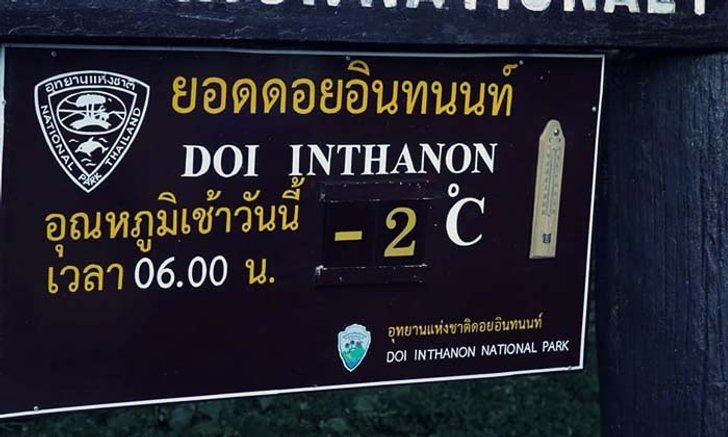 NATIONAL
อุทยานแห่งชาติ
NATIONAL PARK THAILAND
ยอดดอยอินทนนท์
DOI INTHANON
อุณหภูมิเช้าวันนี้ -2 °C
เวลา 06.00 น.
อุทยานแห่งชาติดอยอินทนนท์
DOI INTHANON NATIONAL PARK